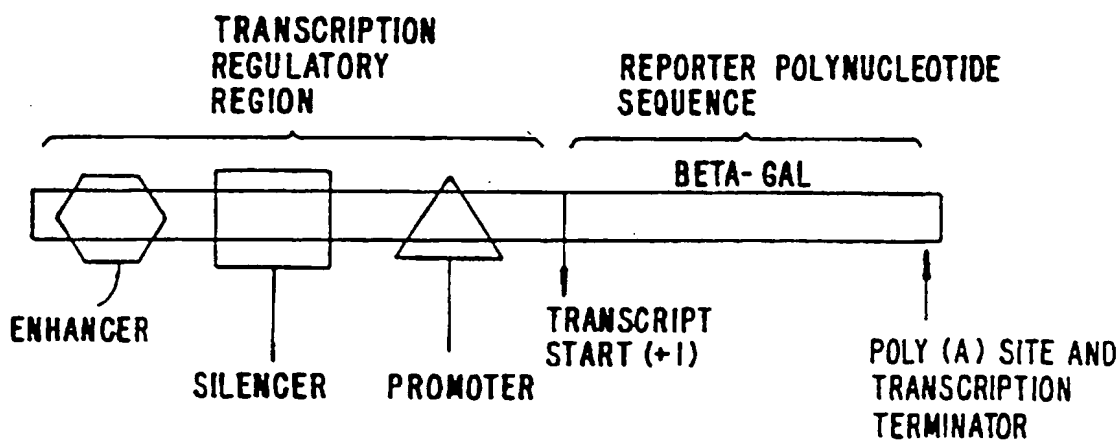 TRANSCRIPTION
REGULATORY
REGION
REPORTER POLYNUCLEOTIDE
SEQUENCE
BETA-GAL
ENHANCER
SILENCER
PROMOTER
TRANSCRIPT
START (+1)
POLY (A) SITE AND
TRANSCRIPTION
TERMINATOR